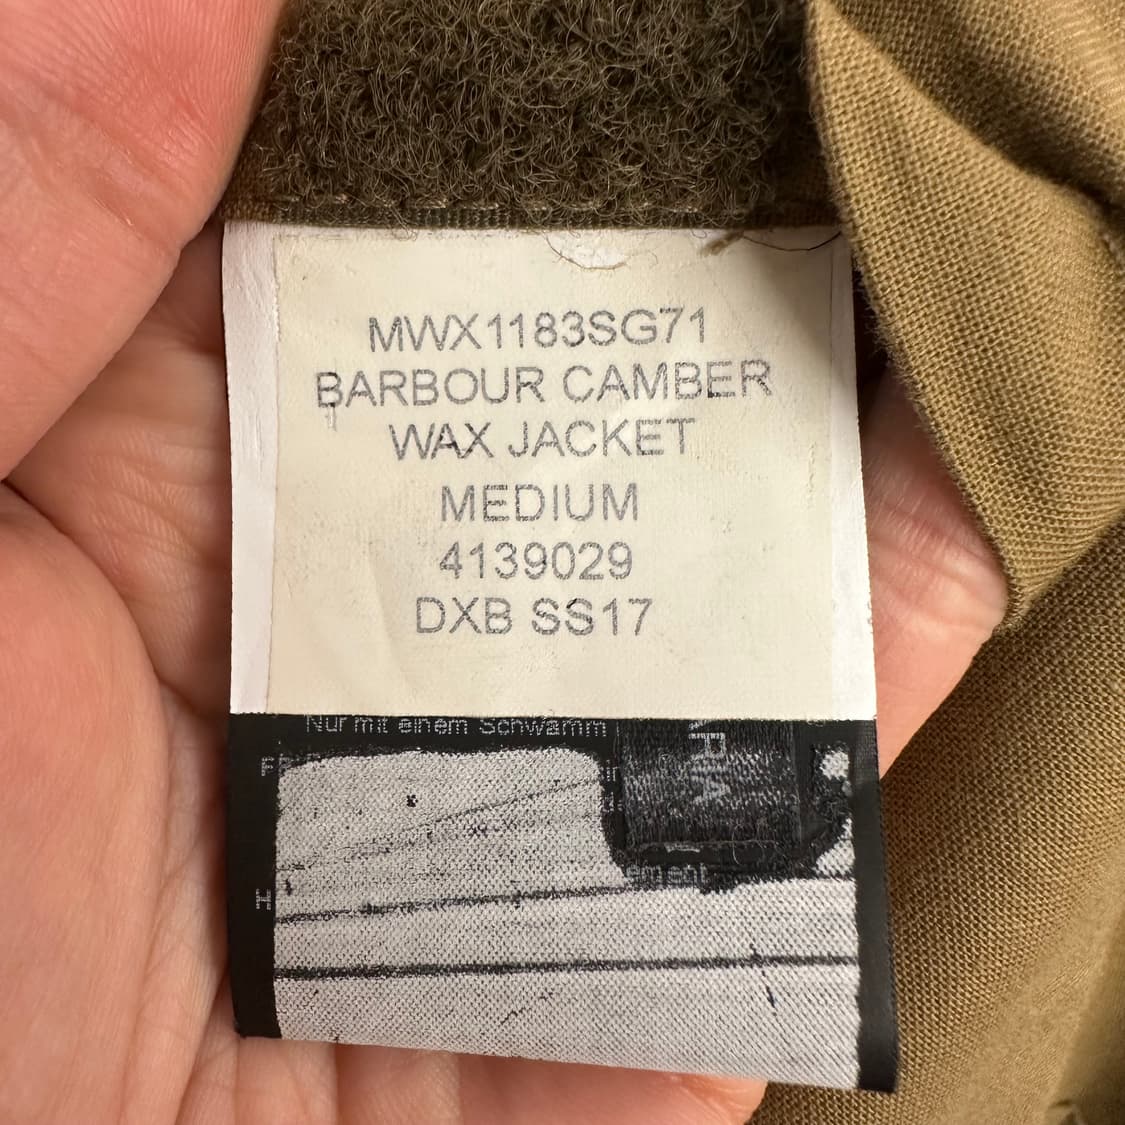 MWX1183SG71
BARBOUR CAMBER
WAX JACKET
MEDIUM
4139029
DXB SS17
Nur mit einem Schwamm